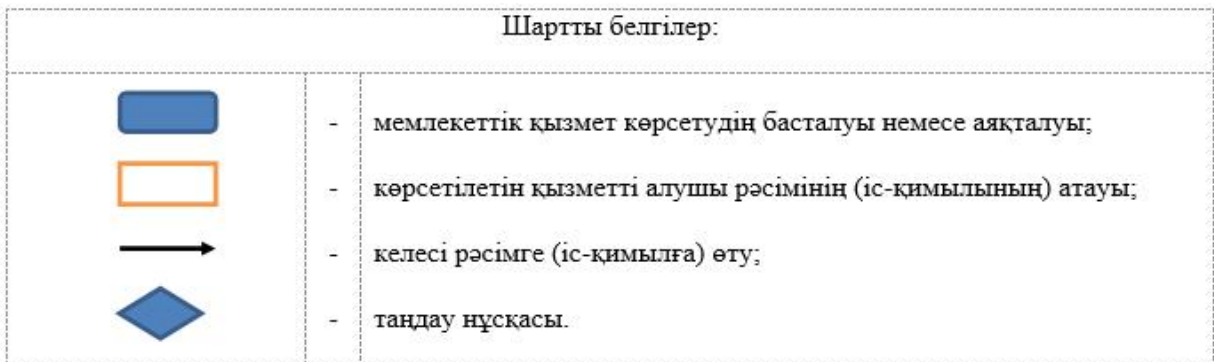 Шартты белгілер:
- мемлекеттік қызмет көрсетудің басталуы немесе аяқталуы;
- көрсетілетін қызметті алушы рәсімінің (іс-қимылының) атауы;
- келесі рәсімге (іс-қимылға) өту;
- таңдау нұсқасы.